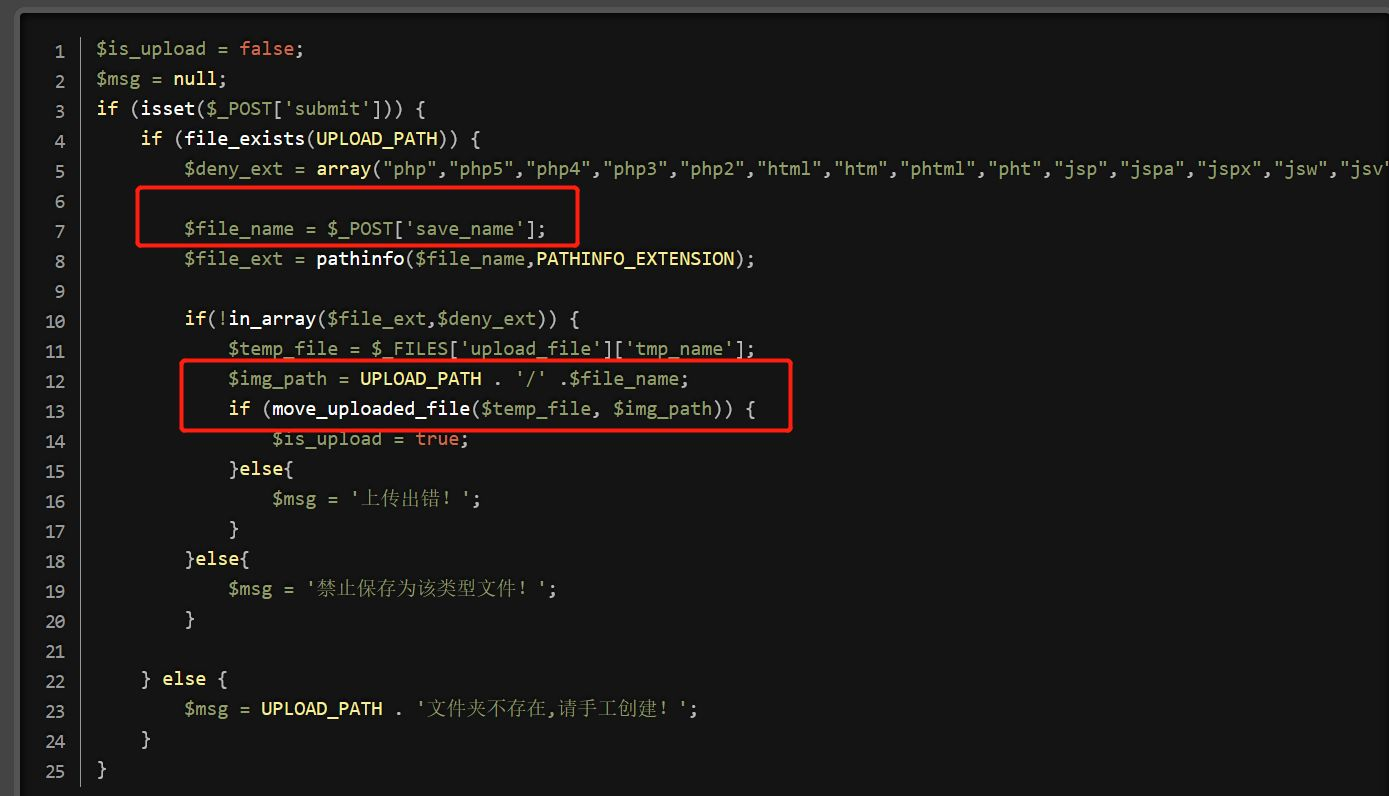 1 $is_upload = false;
2 $msg = null;
3 if (isset($_POST['submit'])) {
4     if (file_exists(UPLOAD_PATH)) {
5         $deny_ext = array("php","php5","php4","php3","php2","html","htm","phtml","pht","jsp","jspa","jspx","jsw","jsv"
6
7         $file_name = $_POST['save_name'];
8         $file_ext = pathinfo($file_name,PATHINFO_EXTENSION);
9
10         if(!in_array($file_ext,$deny_ext)) {
11             $temp_file = $_FILES['upload_file']['tmp_name'];
12             $img_path = UPLOAD_PATH . '/' .$file_name;
13             if (move_uploaded_file($temp_file, $img_path)) {
14                 $is_upload = true;
15             }else{
16                 $msg = '上传出错！';
17             }
18         }else{
19             $msg = '禁止保存为该类型文件！';
20         }
21
22     } else {
23         $msg = UPLOAD_PATH . '文件夹不存在,请手工创建！';
24     }
25 }